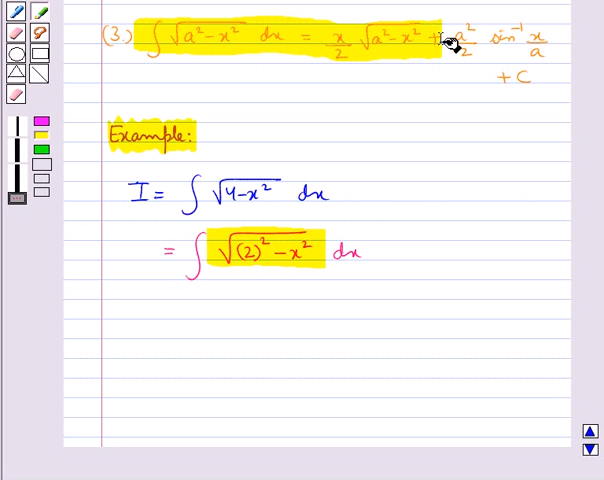 (3.) ∫ √a²-x² dx = x/2 √a²-x² + a²/2 sin⁻¹ x/a
+ C
Example:
I = ∫ √4-x² dx
= ∫ √(2)²-x² dx